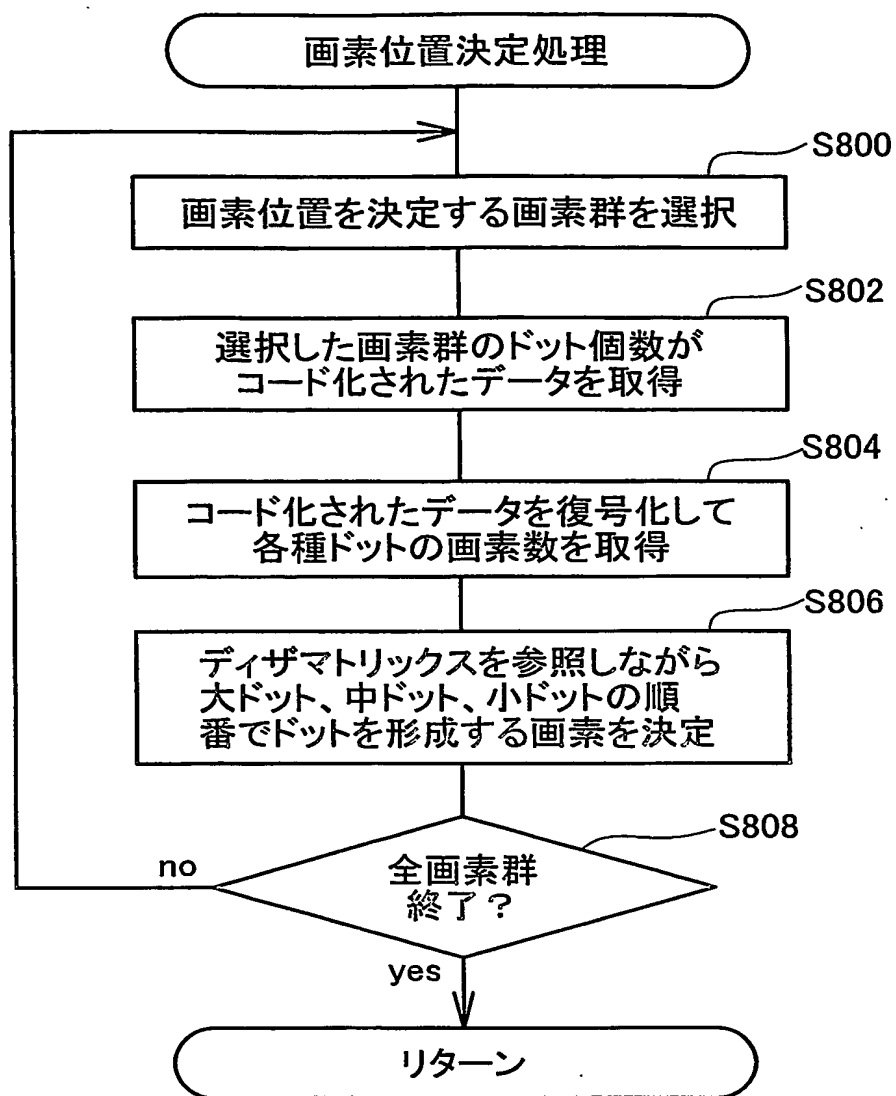 画素位置決定処理
S800
画素位置を決定する画素群を選択
S802
選択した画素群のドット個数が
コード化されたデータを取得
S804
コード化されたデータを復号化して
各種ドットの画素数を取得
S806
ディザマトリックスを参照しながら
大ドット、中ドット、小ドットの順
番でドットを形成する画素を決定
S808
全画素群
終了？
no
yes
リターン